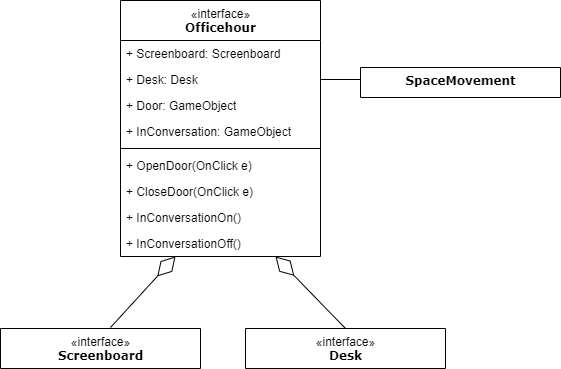 «interface»
Officehour
+ Screenboard: Screenboard
+ Desk: Desk
+ Door: GameObject
+ InConversation: GameObject
+ OpenDoor(OnClick e)
+ CloseDoor(OnClick e)
+ InConversationOn()
+ InConversationOff()
SpaceMovement
«interface»
Screenboard
«interface»
Desk